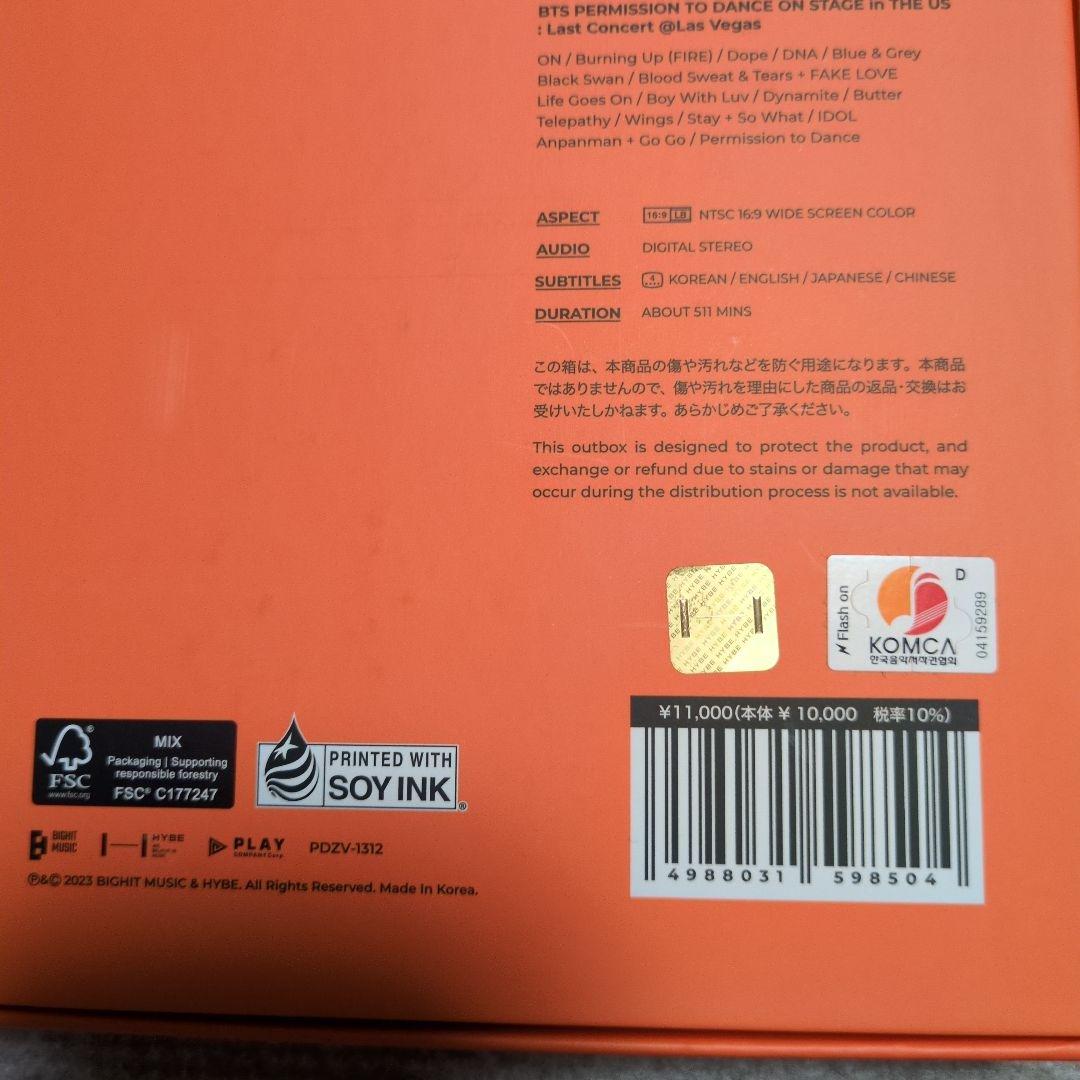 BTS PERMISSION TO DANCE ON STAGE in THE US
: Last Concert @Las Vegas
ON / Burning Up (FIRE) / Dope / DNA / Blue & Grey
Black Swan / Blood Sweat & Tears + FAKE LOVE
Life Goes On / Boy With Luv / Dynamite / Butter
Telepathy / Wings / Stay + So What / IDOL
Anpanman + Go Go / Permission to Dance
ASPECT 16:9 LB NTSC 16:9 WIDE SCREEN COLOR
AUDIO DIGITAL STEREO
SUBTITLES 4 KOREAN / ENGLISH / JAPANESE / CHINESE
DURATION ABOUT 511 MINS
この箱は、本商品の傷や汚れなどを防ぐ用途になります。本商品
ではありませんので、傷や汚れを理由にした商品の返品・交換はお
受けいたしかねます。あらかじめご了承ください。
This outbox is designed to protect the product, and
exchange or refund due to stains or damage that may
occur during the distribution process is not available.
HYBE HYBE HYBE
Flash on
D
KOMCA
한국음악저작권협회
04159289
¥11,000(本体 ¥ 10,000 税率10%)
4988031 598504
FSC®
www.fsc.org
MIX
Packaging | Supporting
responsible forestry
FSC® C177247
PRINTED WITH
SOY INK®
BIGHIT
MUSIC
HYBE
PLAY
COMPANY Corp.
PDZV-1312
℗&© 2023 BIGHIT MUSIC & HYBE. All Rights Reserved. Made In Korea.